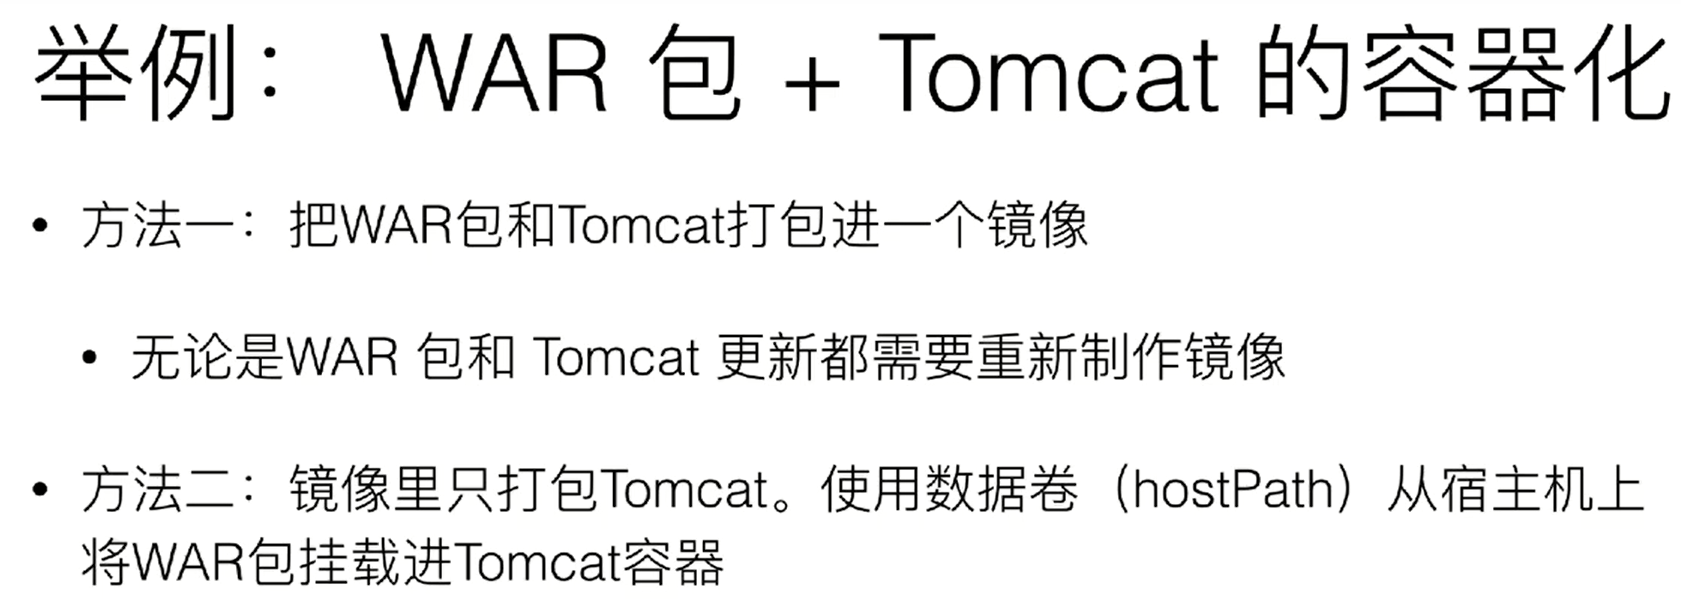 举例： WAR 包 + Tomcat 的容器化
• 方法一：把WAR包和Tomcat打包进一个镜像
• 无论是WAR 包和 Tomcat 更新都需要重新制作镜像
• 方法二：镜像里只打包Tomcat。使用数据卷（hostPath）从宿主机上
将WAR包挂载进Tomcat容器